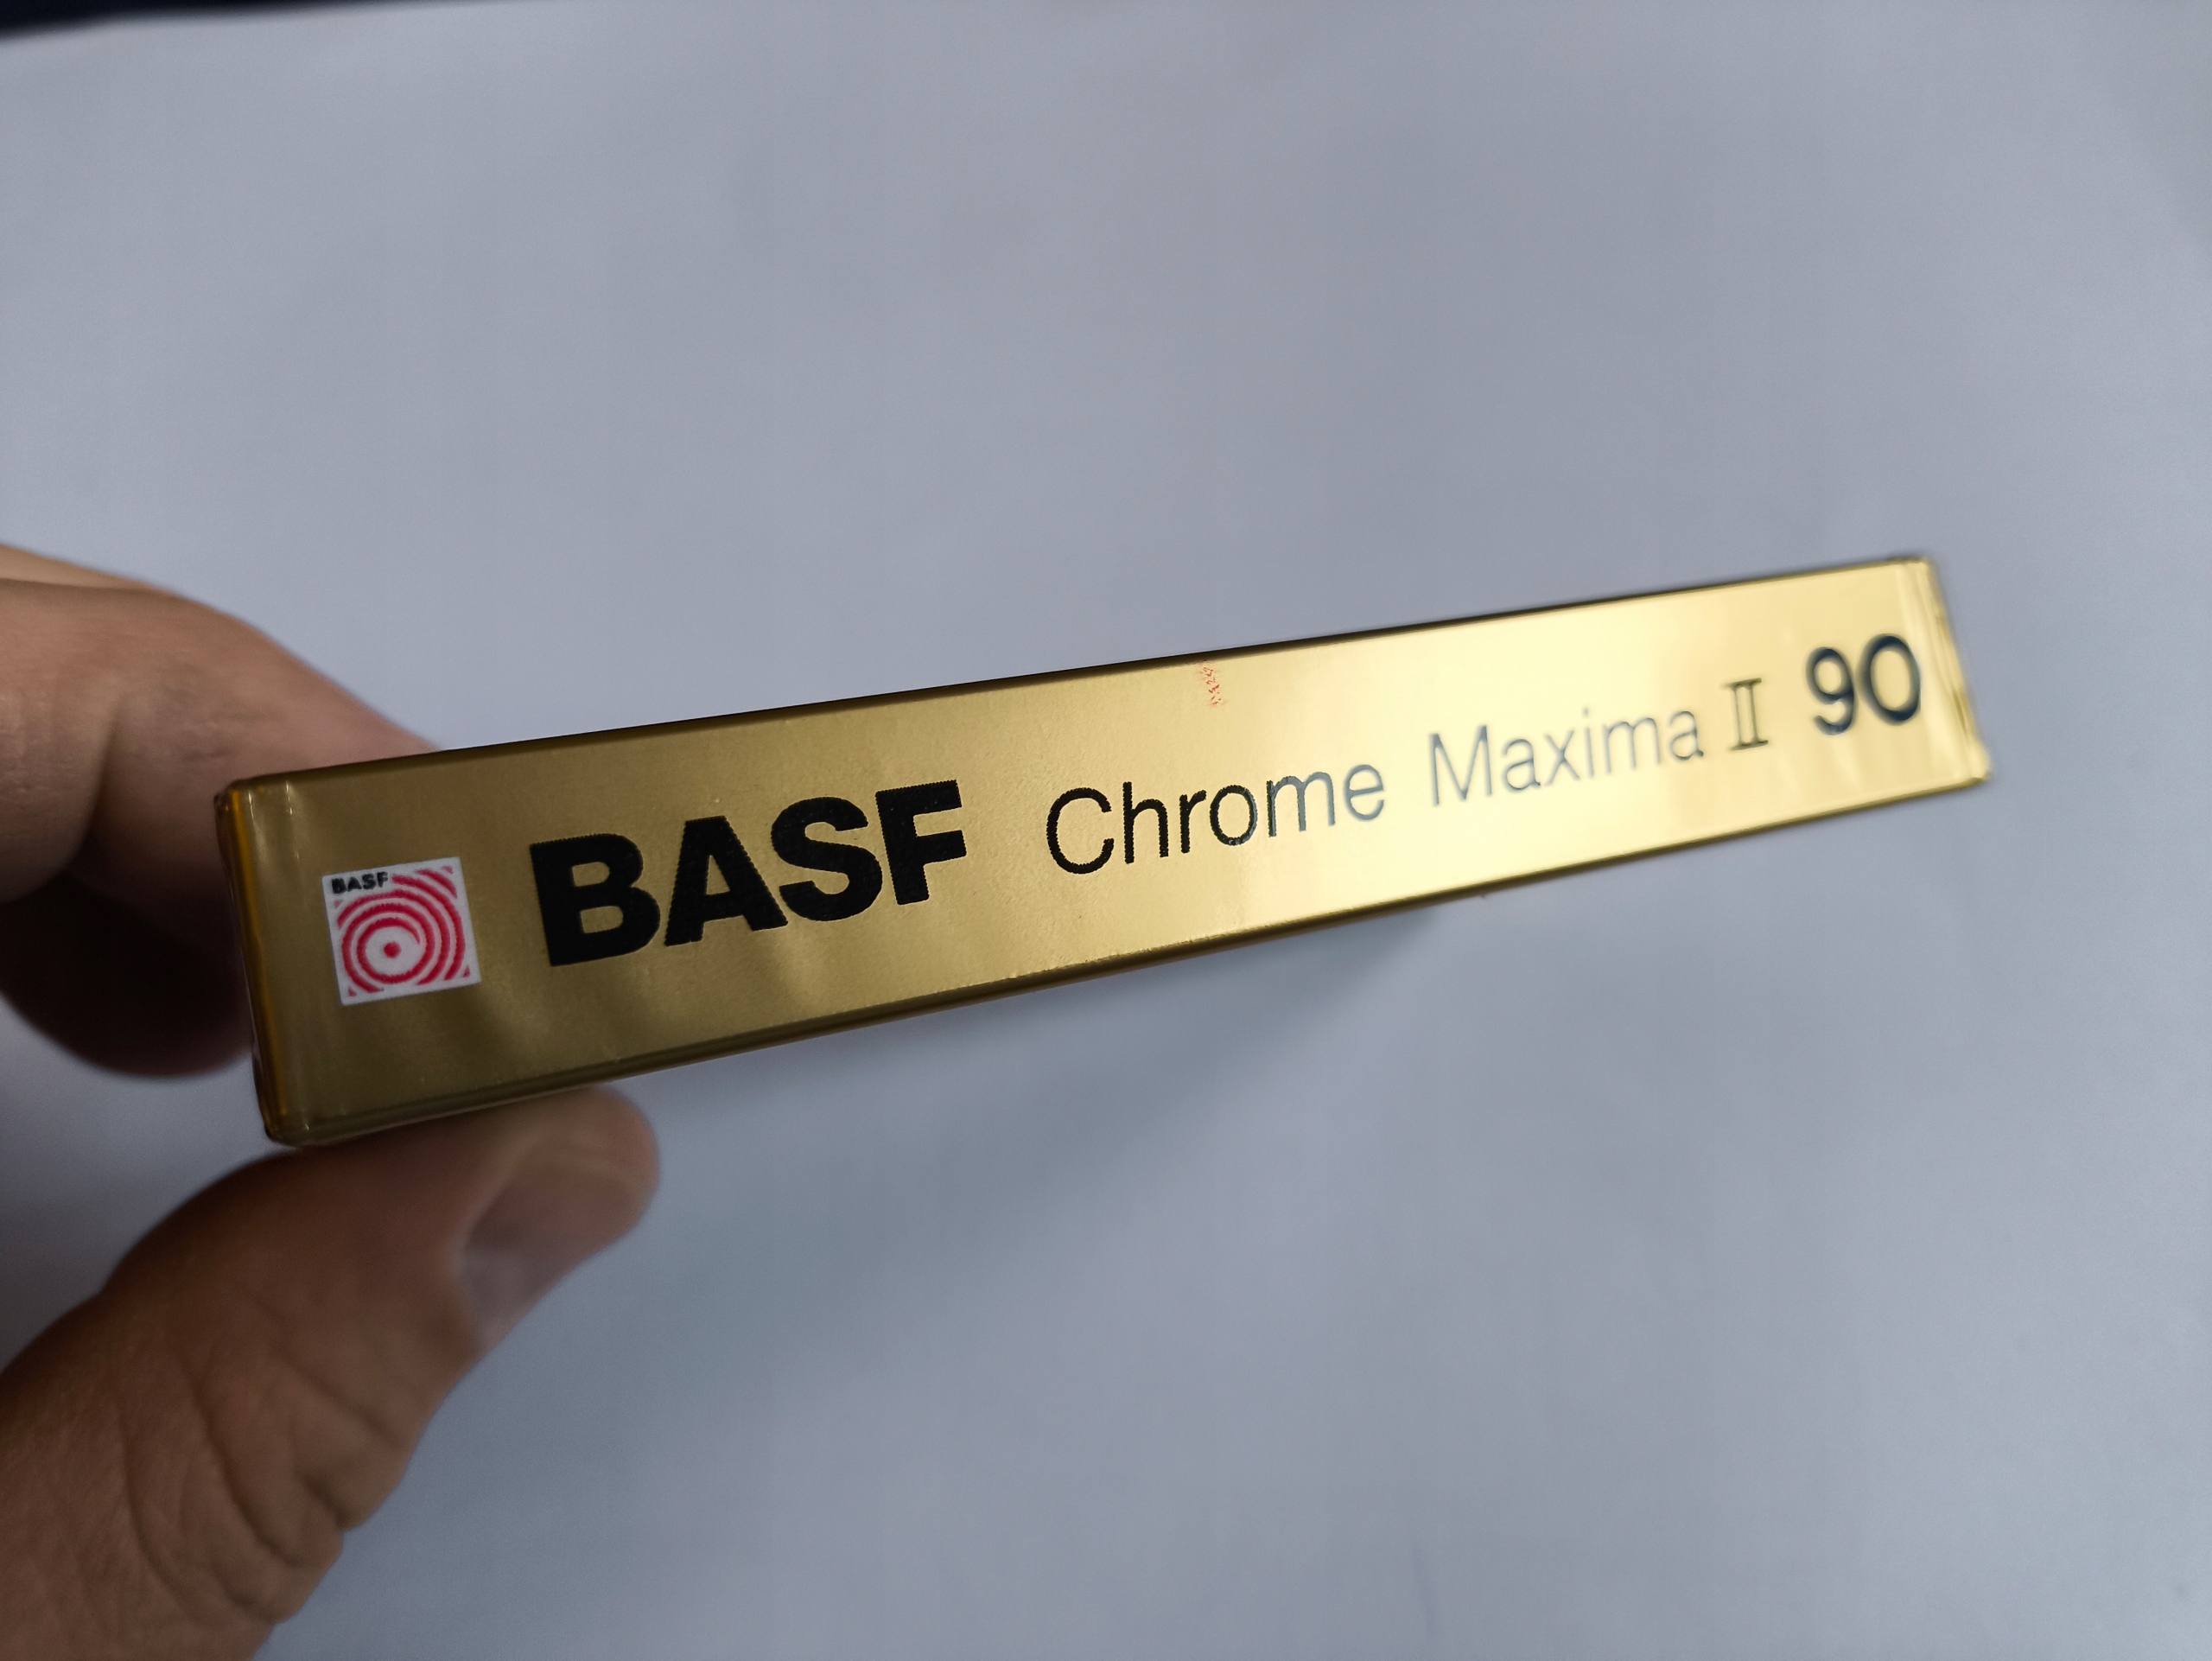 BASF
BASF Chrome Maxima II 90